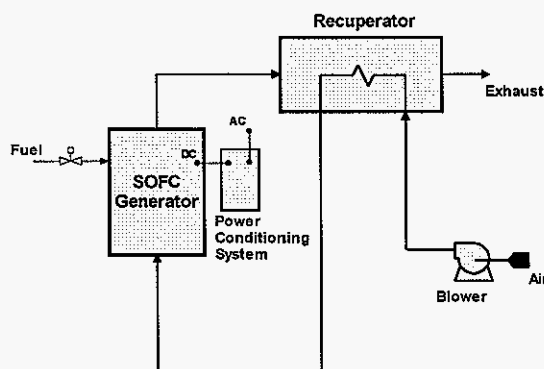 Recuperator
Exhaust
AC
Fuel
DC
SOFC
Generator
Power
Conditioning
System
Blower
Air